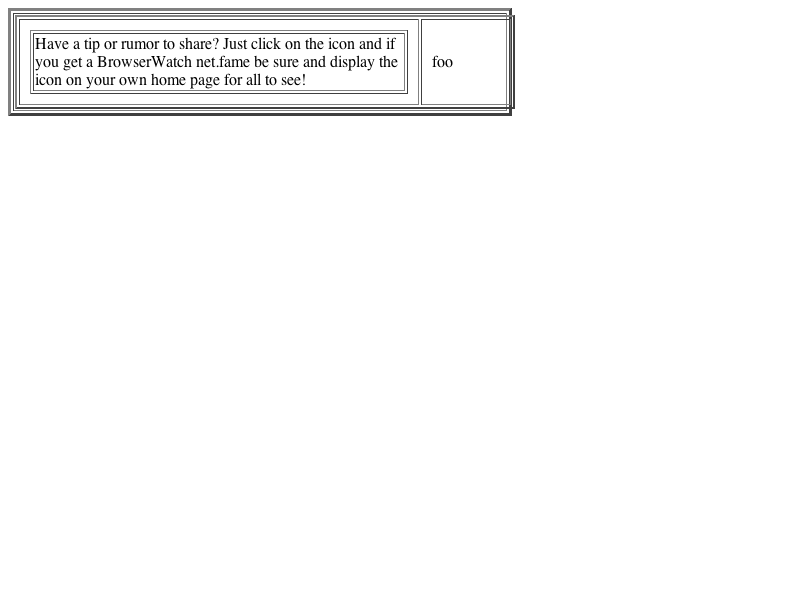 Have a tip or rumor to share? Just click on the icon and if
you get a BrowserWatch net.fame be sure and display the
icon on your own home page for all to see!
foo